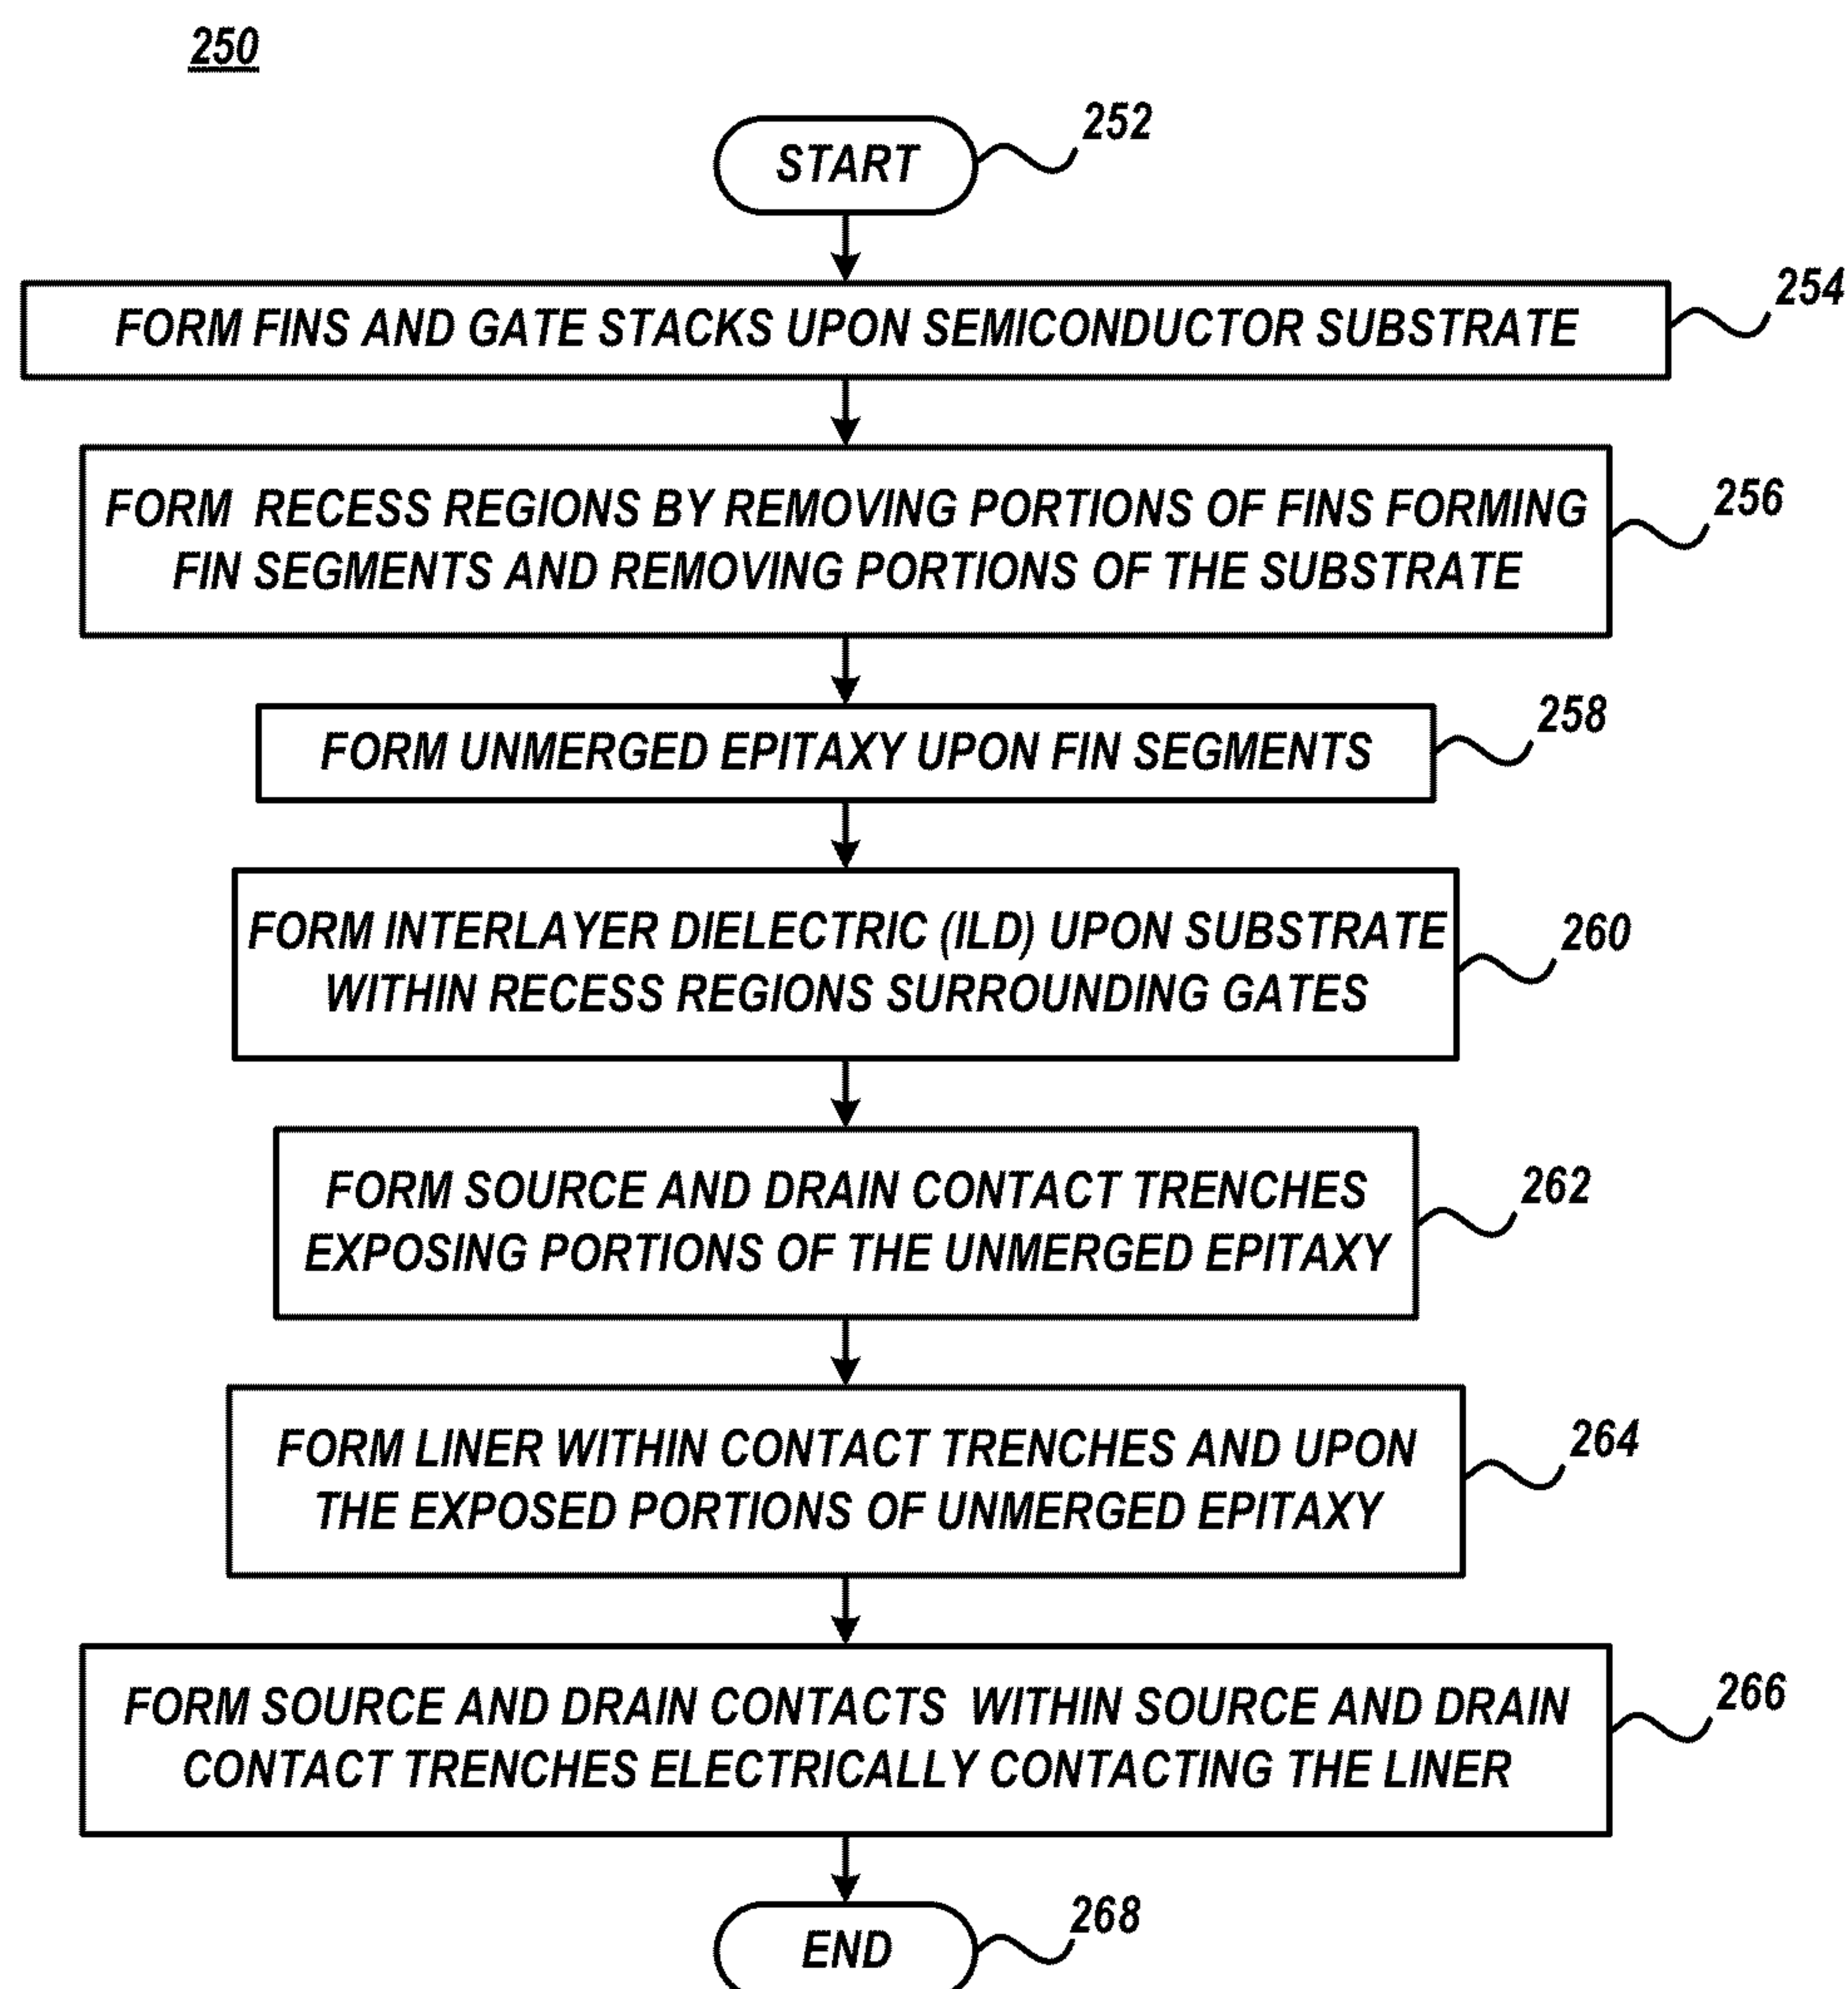 250
START
252
FORM FINS AND GATE STACKS UPON SEMICONDUCTOR SUBSTRATE
254
FORM RECESS REGIONS BY REMOVING PORTIONS OF FINS FORMING
FIN SEGMENTS AND REMOVING PORTIONS OF THE SUBSTRATE
256
FORM UNMERGED EPITAXY UPON FIN SEGMENTS
258
FORM INTERLAYER DIELECTRIC (ILD) UPON SUBSTRATE
WITHIN RECESS REGIONS SURROUNDING GATES
260
FORM SOURCE AND DRAIN CONTACT TRENCHES
EXPOSING PORTIONS OF THE UNMERGED EPITAXY
262
FORM LINER WITHIN CONTACT TRENCHES AND UPON
THE EXPOSED PORTIONS OF UNMERGED EPITAXY
264
FORM SOURCE AND DRAIN CONTACTS WITHIN SOURCE AND DRAIN
CONTACT TRENCHES ELECTRICALLY CONTACTING THE LINER
266
END
268